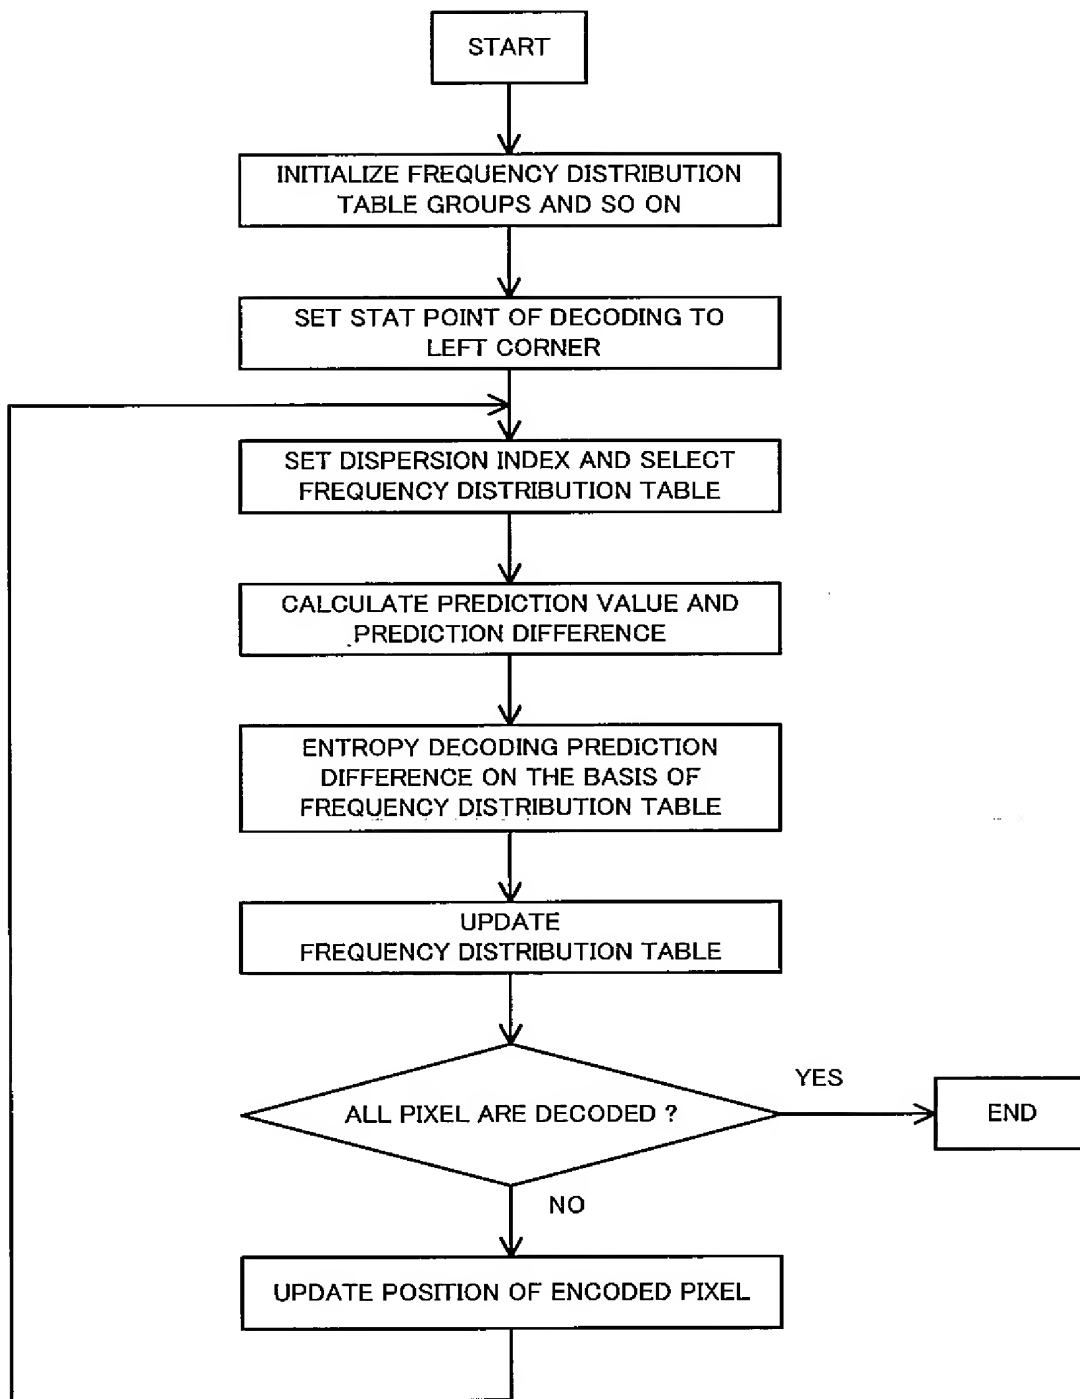 START
INITIALIZE FREQUENCY DISTRIBUTION
TABLE GROUPS AND SO ON
SET STAT POINT OF DECODING TO
LEFT CORNER
SET DISPERSION INDEX AND SELECT
FREQUENCY DISTRIBUTION TABLE
CALCULATE PREDICTION VALUE AND
PREDICTION DIFFERENCE
ENTROPY DECODING PREDICTION
DIFFERENCE ON THE BASIS OF
FREQUENCY DISTRIBUTION TABLE
UPDATE
FREQUENCY DISTRIBUTION TABLE
ALL PIXEL ARE DECODED ?
YES
END
NO
UPDATE POSITION OF ENCODED PIXEL